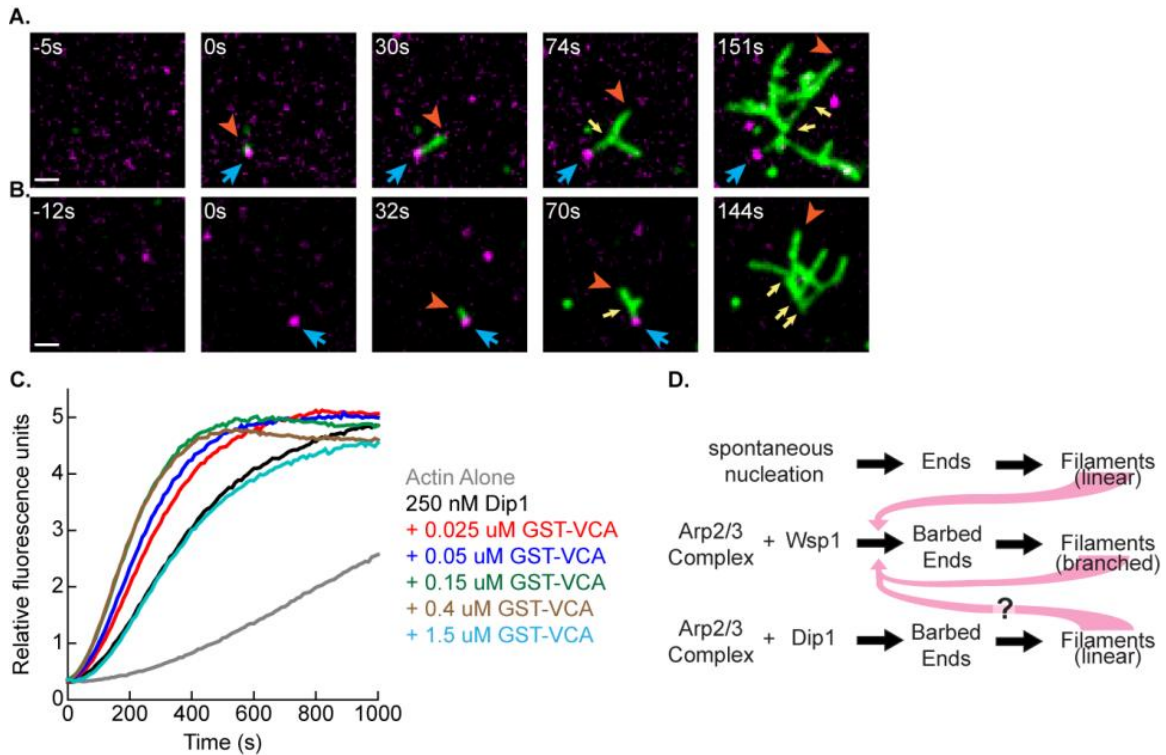 A.
-5s
0s
30s
74s
151s
B.
-12s
0s
32s
70s
144s
C.
Relative fluorescence units
5
4
3
2
1
0
0
200
400
600
800
1000
Time (s)
Actin Alone
250 nM Dip1
+ 0.025 uM GST-VCA
+ 0.05 uM GST-VCA
+ 0.15 uM GST-VCA
+ 0.4 uM GST-VCA
+ 1.5 uM GST-VCA
D.
spontaneous
nucleation
Ends
Filaments
(linear)
Arp2/3
Complex
+ Wsp1
Barbed
Ends
Filaments
(branched)
?
Arp2/3
Complex
+ Dip1
Barbed
Ends
Filaments
(linear)